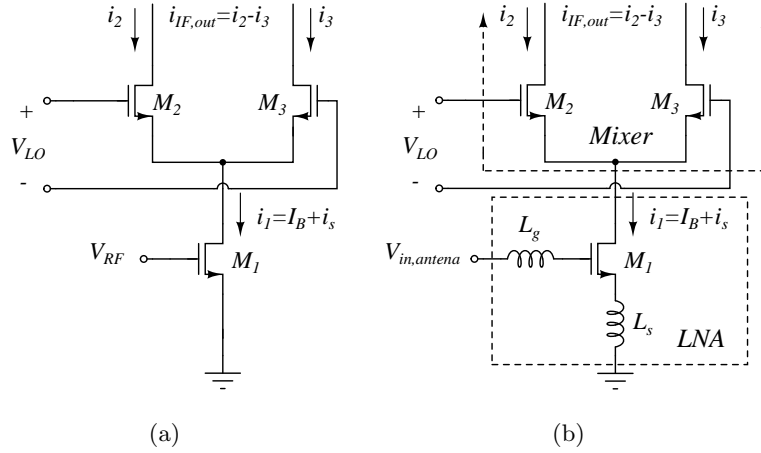 i2 iIF,out=i2-i3 i3
+ M2 M3
VLO
-
i1=IB+is
VRF M1
(a)
i2 iIF,out=i2-i3 i3
+ M2 M3
VLO Mixer
-
i1=IB+is
Lg
Vin,antena M1
Ls
LNA
(b)